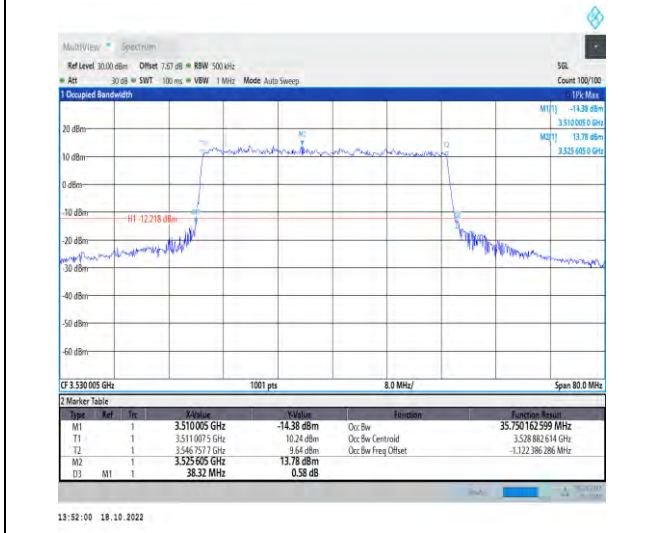 MultiView Spectrum
Ref Level 30.00 dBm Offset 7.67 dB RBW 500 kHz SGL
Att 30 dB SWT 100 ms VBW 1 MHz Mode Auto Sweep Count 100/100
1 Occupied Bandwidth 1Pk Max
M1[1] -14.38 dBm
3.510 005 0 GHz
20 dBm M2[1] 13.78 dBm
3.525 605 0 GHz
M2
T2
10 dBm
0 dBm
-10 dBm
H1 -12.218 dBm
-20 dBm
-30 dBm
-40 dBm
-50 dBm
-60 dBm
CF 3.530 005 GHz 1001 pts 8.0 MHz/ Span 80.0 MHz
2 Marker Table
Type Ref Trc X-Value Y-Value Function Function Result
M1 1 3.510005 GHz -14.38 dBm Occ Bw 35.750 162 599 MHz
T1 1 3.511 007 5 GHz 10.24 dBm Occ Bw Centroid 3.528 882 614 GHz
T2 1 3.546 757 7 GHz 9.64 dBm Occ Bw Freq Offset -1.122 386 286 MHz
M2 1 3.525 605 GHz 13.78 dBm
D3 M1 1 38.32 MHz 0.58 dB
13:52:00 18.10.2022